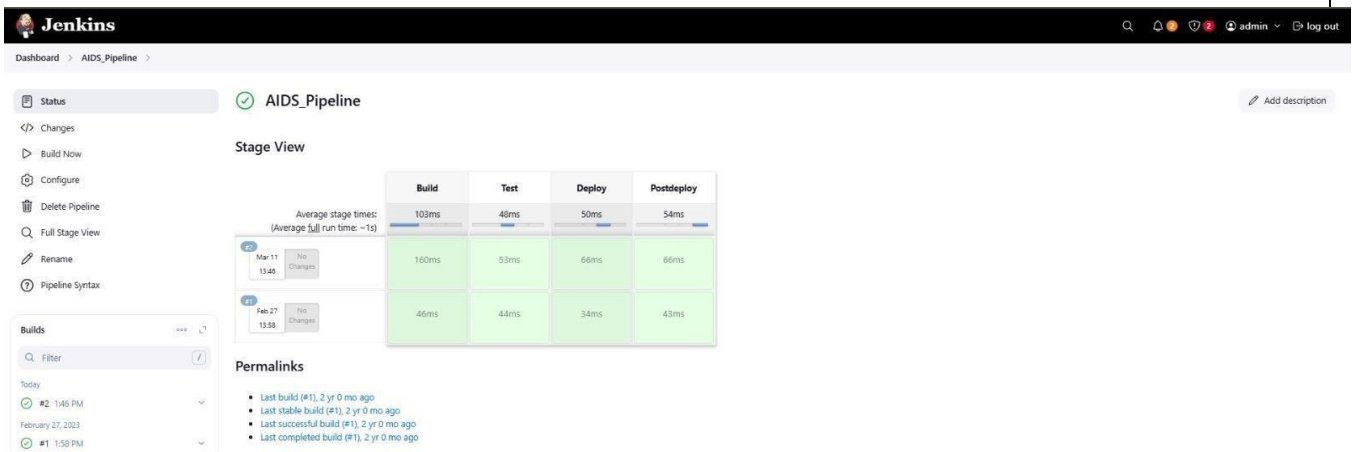 Jenkins
2
2
admin
log out
Dashboard > AIDS_Pipeline >
Status
Changes
Build Now
Configure
Delete Pipeline
Full Stage View
Rename
Pipeline Syntax
Builds
Filter
/
Today
#2 1:46 PM
February 27, 2023
#1 1:58 PM
AIDS_Pipeline
Add description
Stage View
Build Test Deploy Postdeploy
Average stage times: 103ms 48ms 50ms 54ms
(Average full run time: ~1s)
#2
Mar 11 No
13:46 Changes
160ms 53ms 66ms 66ms
#1
Feb 27 No
13:58 Changes
46ms 44ms 34ms 43ms
Permalinks
Last build (#1), 2 yr 0 mo ago
Last stable build (#1), 2 yr 0 mo ago
Last successful build (#1), 2 yr 0 mo ago
Last completed build (#1), 2 yr 0 mo ago